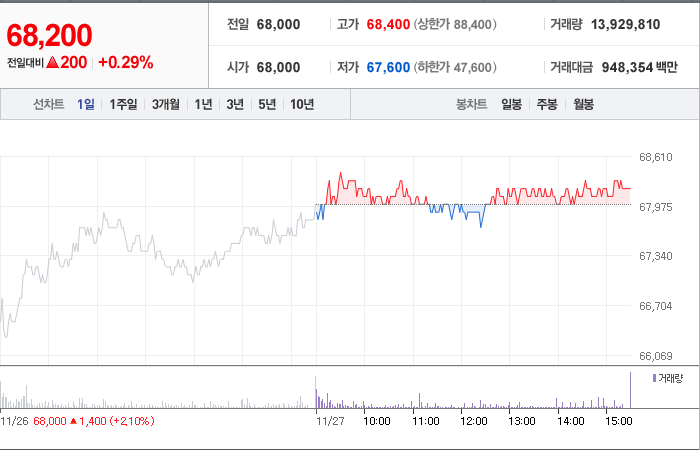 68,200
전일대비 ▲200 +0.29%
전일 68,000 고가 68,400 (상한가 88,400) 거래량 13,929,810
시가 68,000 저가 67,600 (하한가 47,600) 거래대금 948,354 백만
선차트 1일 1주일 3개월 1년 3년 5년 10년 봉차트 일봉 주봉 월봉
68,610
67,975
67,340
66,704
66,069
거래량
11/26 68,000 ▲1,400 (+2,10%) 11/27 10:00 11:00 12:00 13:00 14:00 15:00